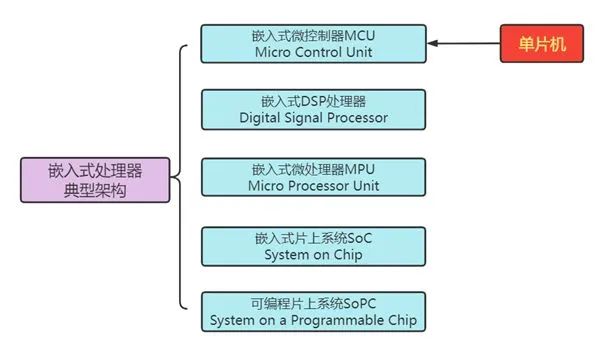 嵌入式微控制器MCU
Micro Control Unit
单片机
嵌入式DSP处理器
Digital Signal Processor
嵌入式处理器
典型架构
嵌入式微处理器MPU
Micro Processor Unit
嵌入式片上系统SoC
System on Chip
可编程片上系统SoPC
System on a Programmable Chip